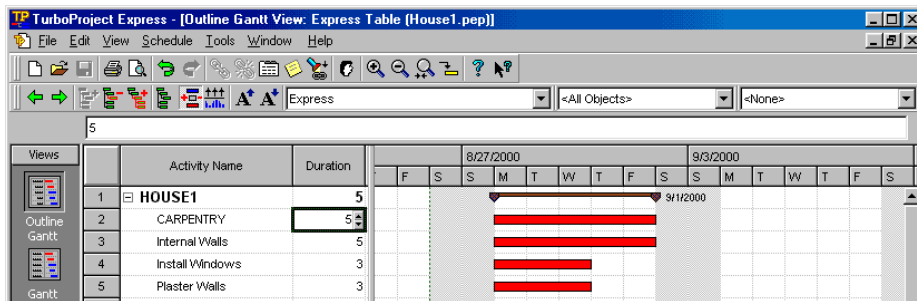 TurboProject Express - [Outline Gantt View: Express Table (House1.pep)]
File Edit View Schedule Tools Window Help
Express <All Objects> <None>
5
Views Activity Name Duration 8/27/2000 9/3/2000
F S S M T W T F S S M T W T F S
1 HOUSE1 5 9/1/2000
2 CARPENTRY 5
3 Internal Walls 5
4 Install Windows 3
5 Plaster Walls 3
Outline
Gantt
Gantt